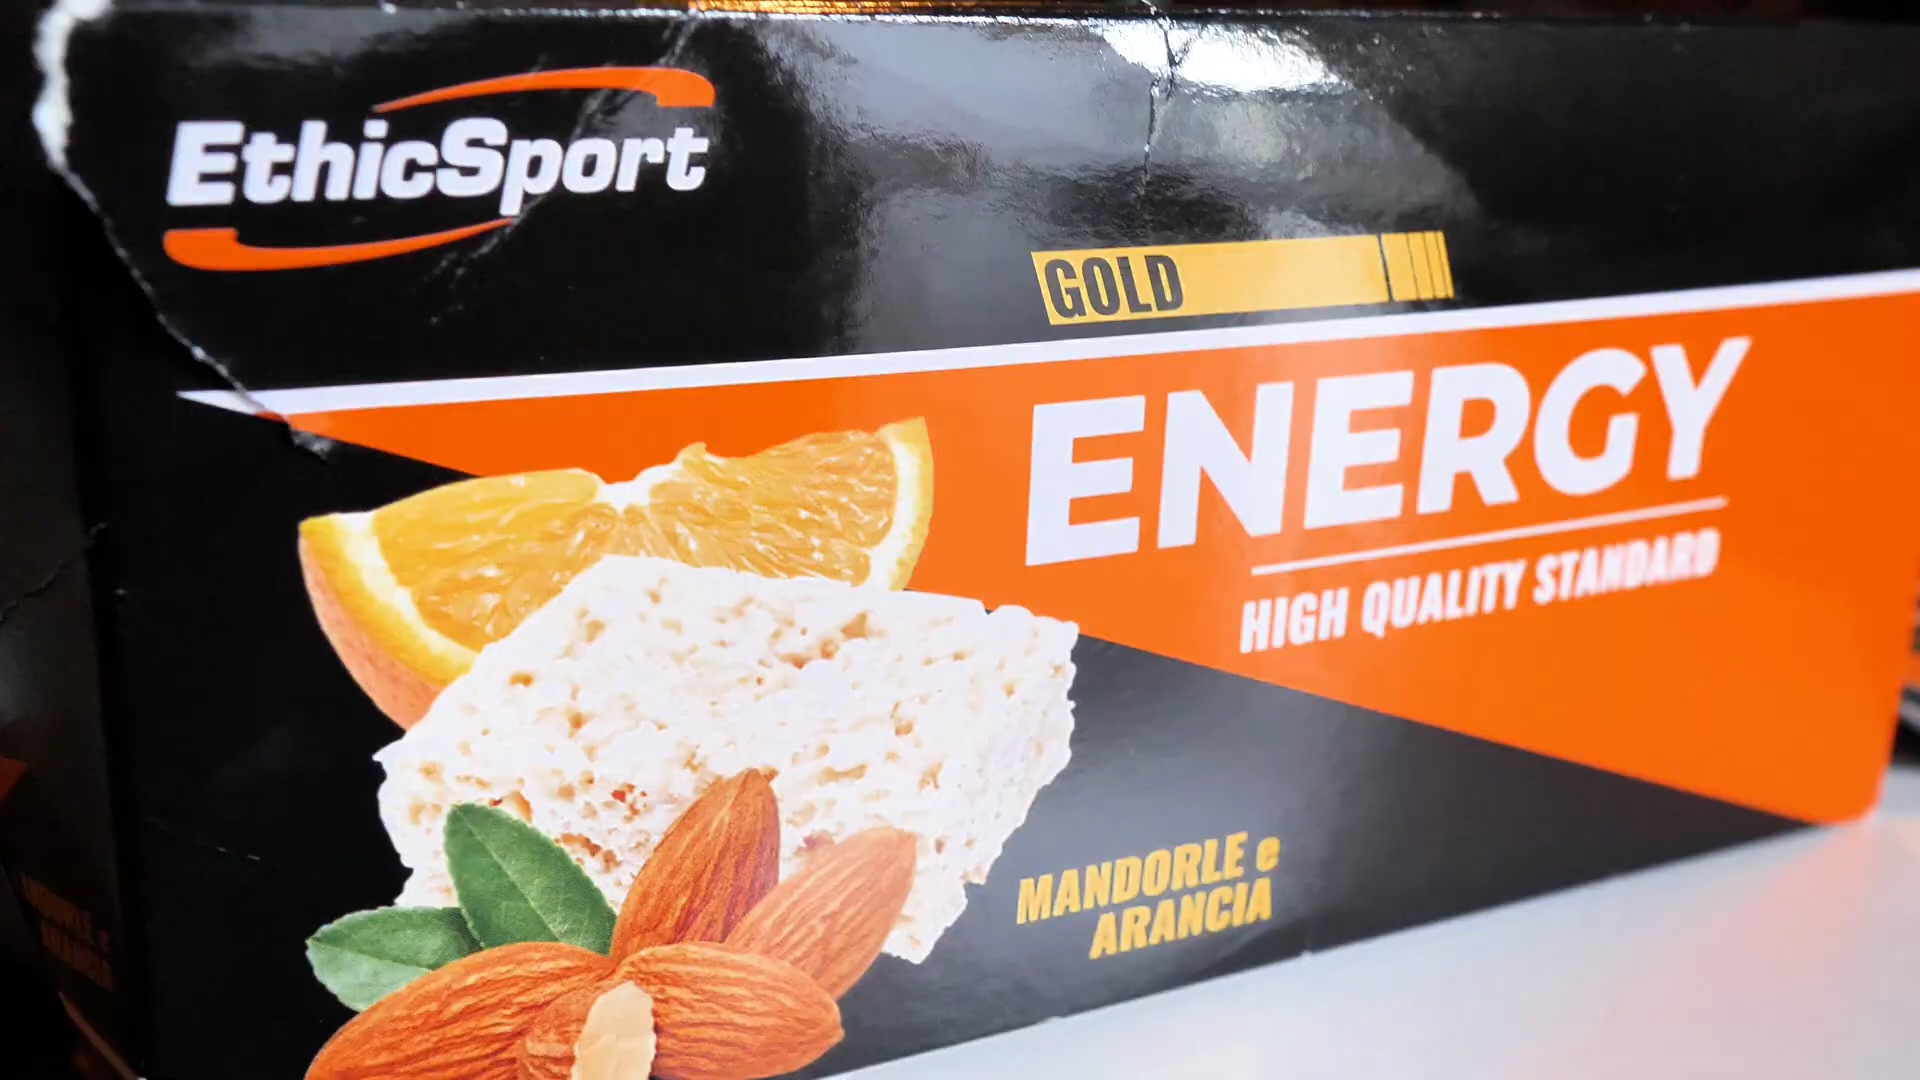 EthicSport
GOLD
ENERGY
HIGH QUALITY STANDARD
MANDORLE e
ARANCIA